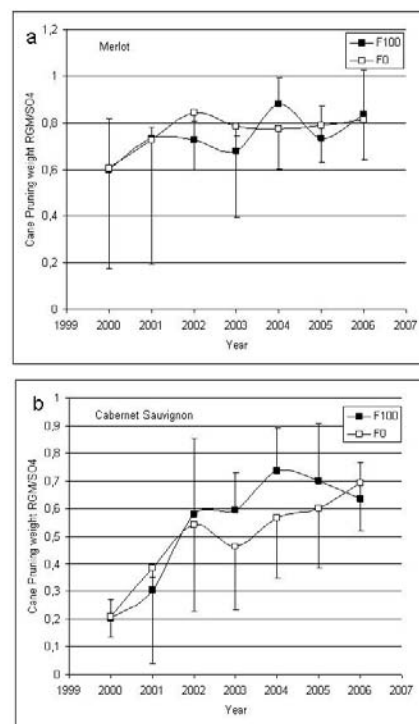 a
Merlot
F100
F0
Cane Pruning weight RGM/SO4
1,2
1
0,8
0,6
0,4
0,2
0
1999 2000 2001 2002 2003 2004 2005 2006 2007
Year
b
Cabernet Sauvignon
F100
F0
Cane Pruning weight RGM/SO4
1
0,9
0,8
0,7
0,6
0,5
0,4
0,3
0,2
0,1
0
1999 2000 2001 2002 2003 2004 2005 2006 2007
Year